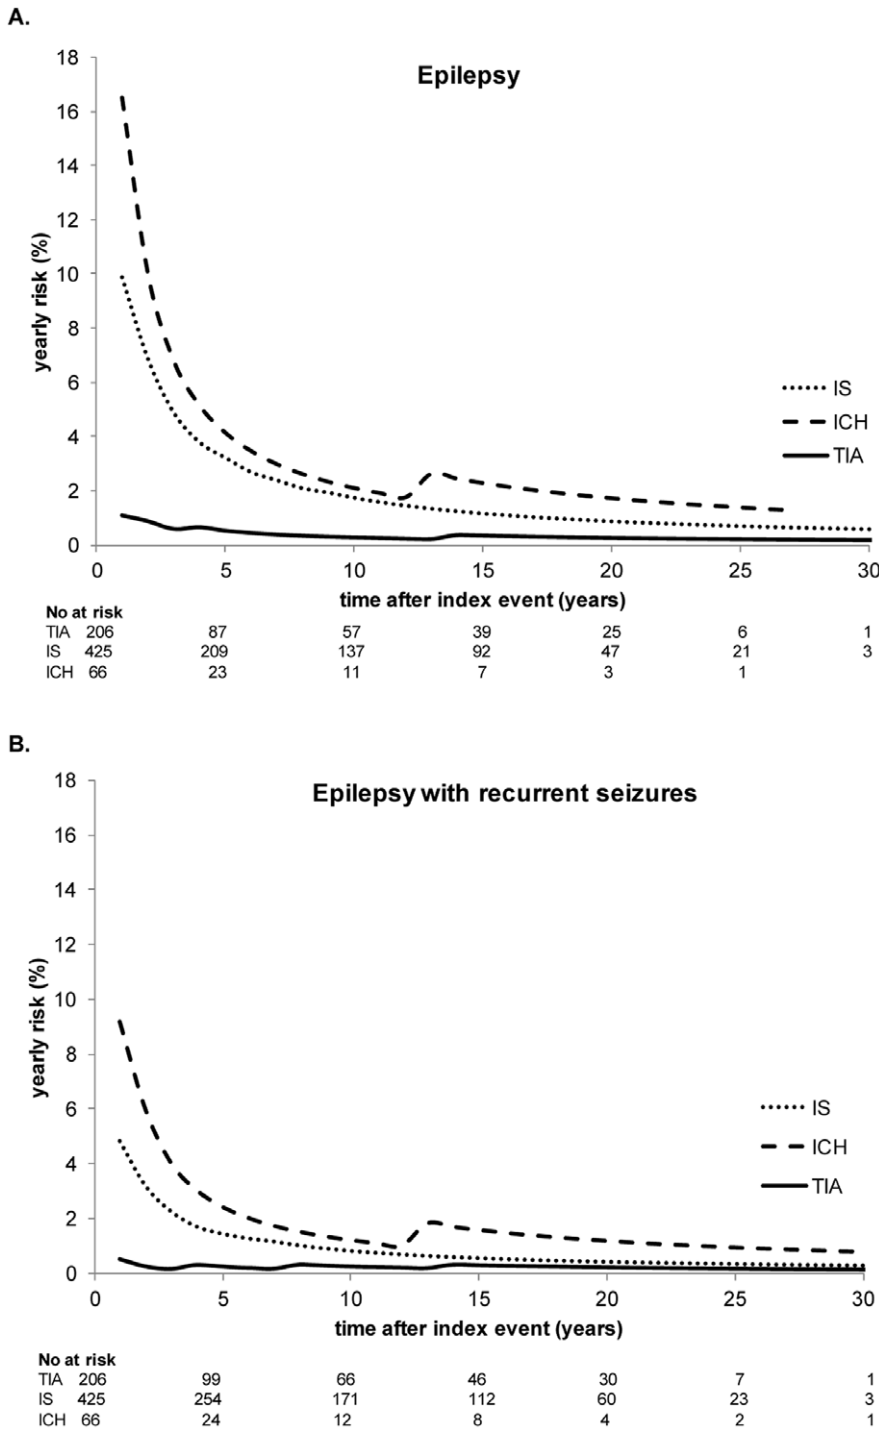 A.
Epilepsy
18
16
14
12
10
8
6
4
2
0
yearly risk (%)
IS
ICH
TIA
0 5 10 15 20 25 30
time after index event (years)
No at risk
TIA 206 87 57 39 25 6 1
IS 425 209 137 92 47 21 3
ICH 66 23 11 7 3 1
B.
Epilepsy with recurrent seizures
18
16
14
12
10
8
6
4
2
0
yearly risk (%)
IS
ICH
TIA
0 5 10 15 20 25 30
time after index event (years)
No at risk
TIA 206 99 66 46 30 7 1
IS 425 254 171 112 60 23 3
ICH 66 24 12 8 4 2 1